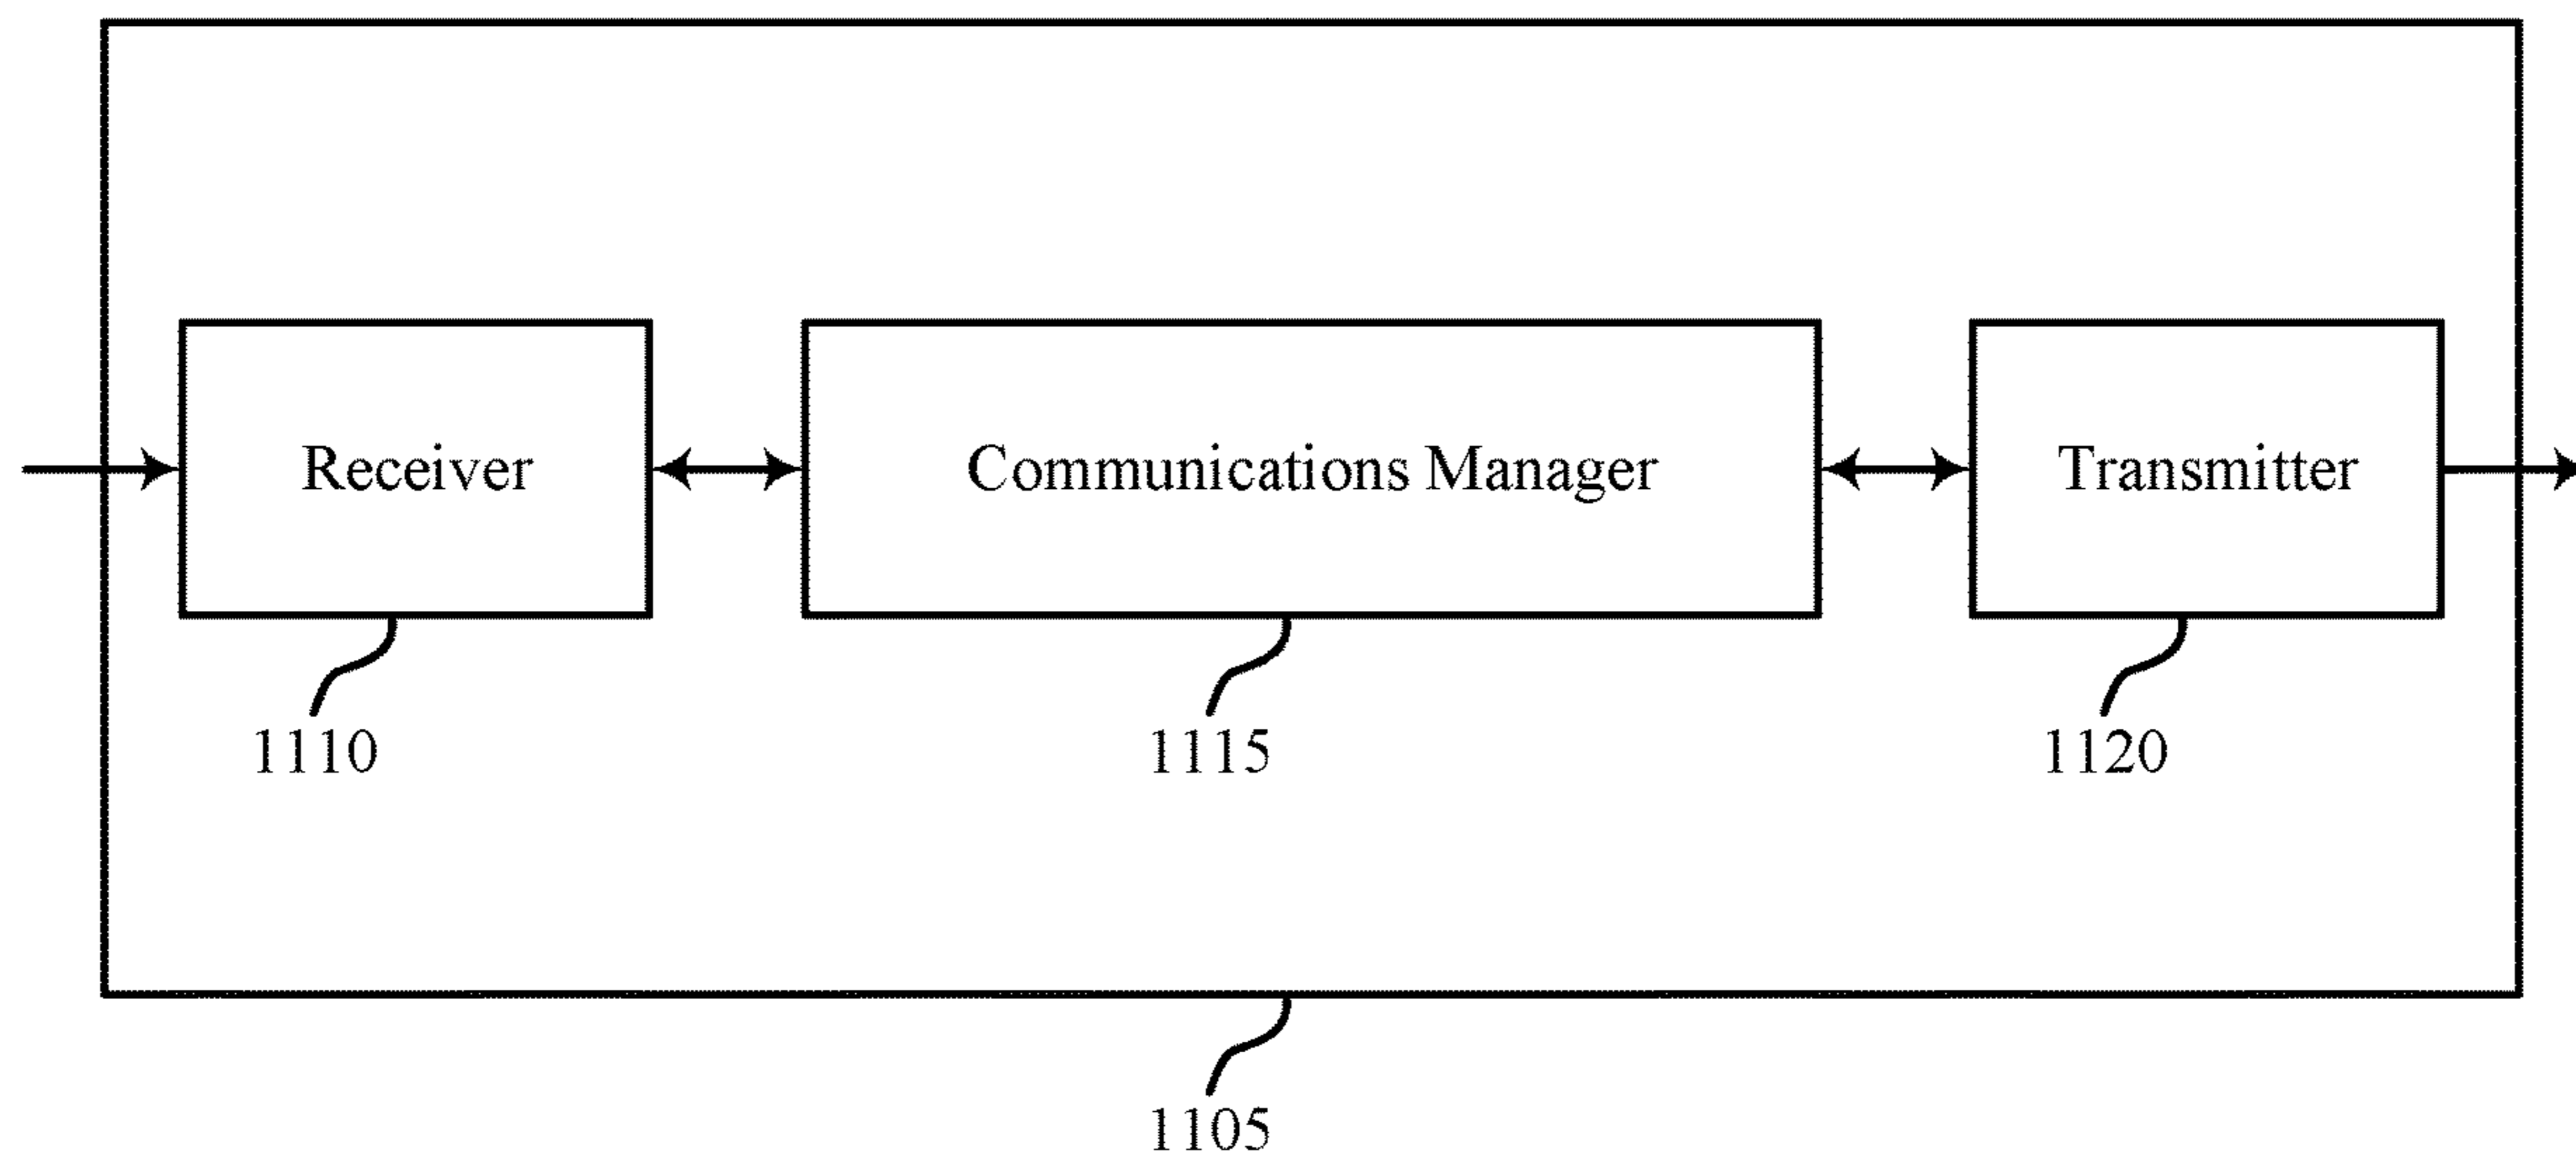 Receiver
Communications Manager
Transmitter
1110
1115
1120
1105